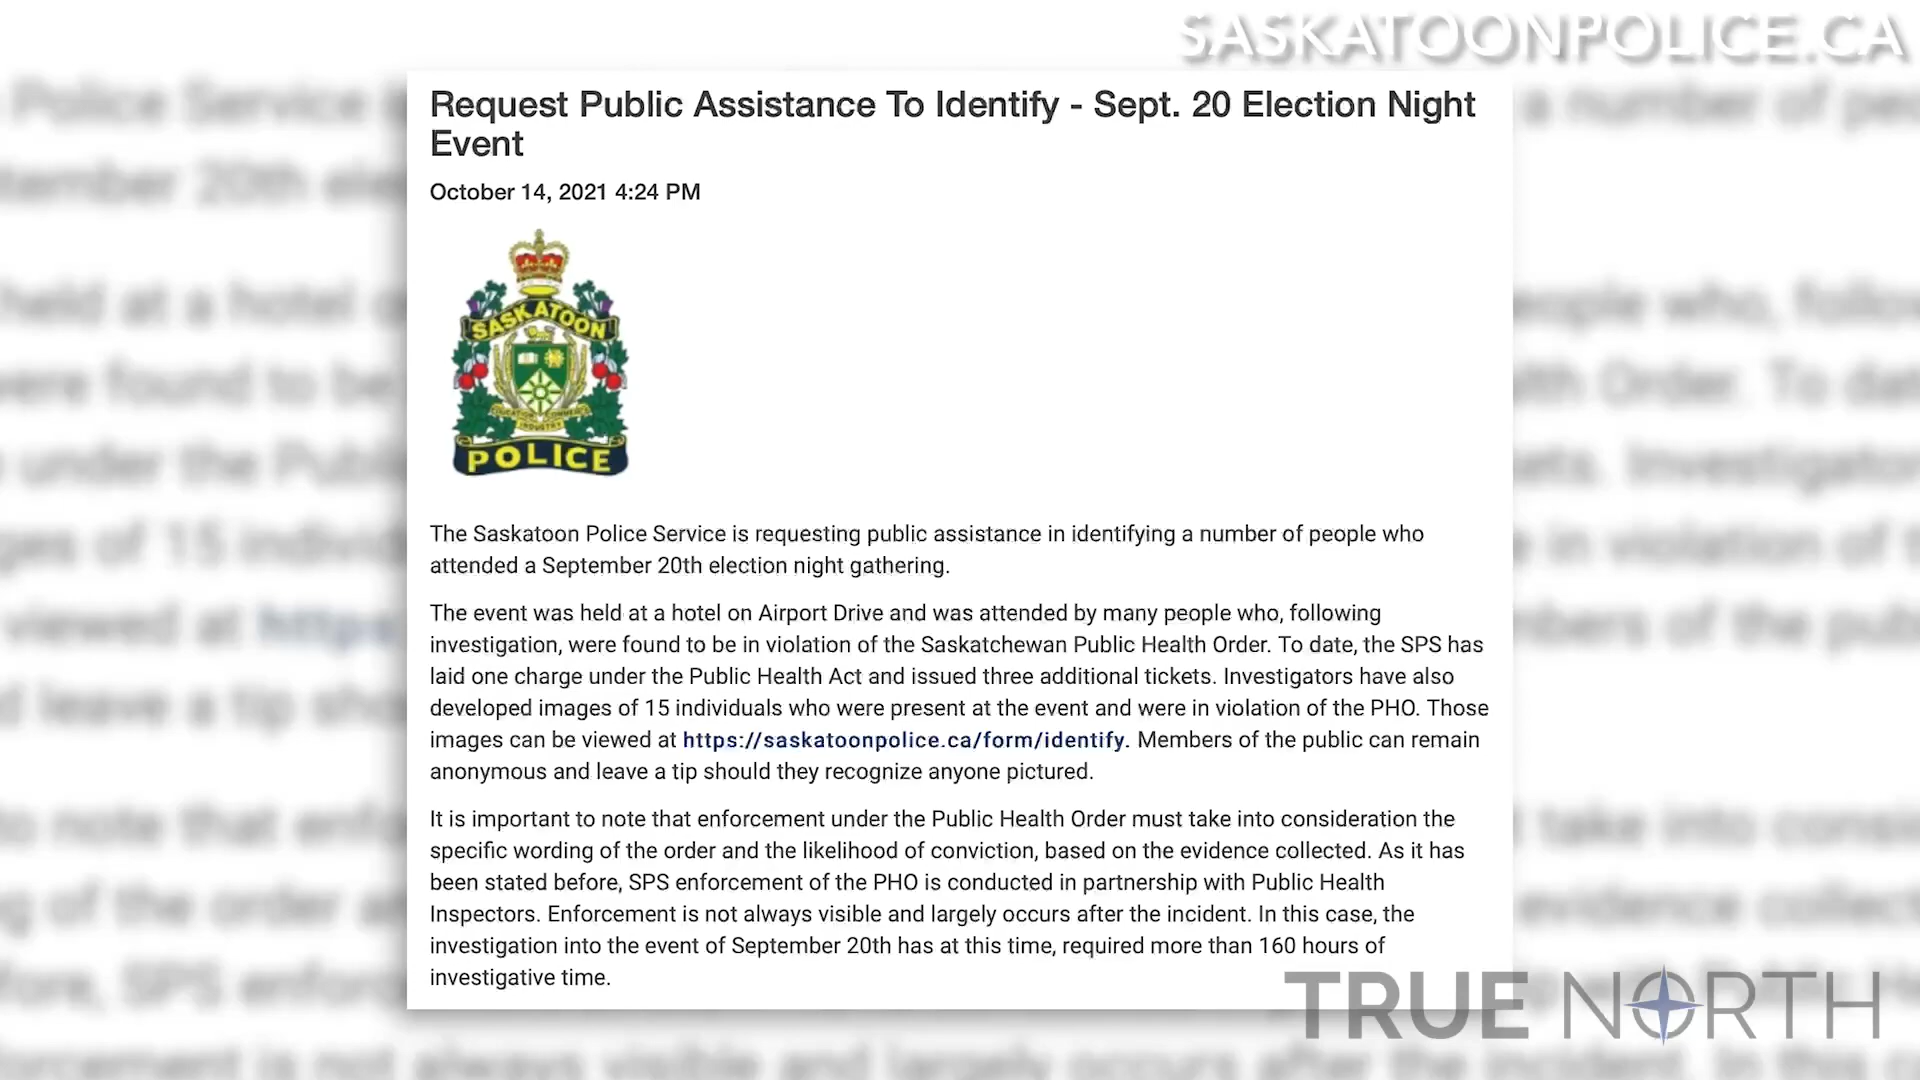 SASKATOONPOLICE.CA
Request Public Assistance To Identify - Sept. 20 Election Night
Event
October 14, 2021 4:24 PM
SASKATOON
EDUCATION COMMERCE
INDUSTRY
POLICE
The Saskatoon Police Service is requesting public assistance in identifying a number of people who
attended a September 20th election night gathering.
The event was held at a hotel on Airport Drive and was attended by many people who, following
investigation, were found to be in violation of the Saskatchewan Public Health Order. To date, the SPS has
laid one charge under the Public Health Act and issued three additional tickets. Investigators have also
developed images of 15 individuals who were present at the event and were in violation of the PHO. Those
images can be viewed at https://saskatoonpolice.ca/form/identify. Members of the public can remain
anonymous and leave a tip should they recognize anyone pictured.
It is important to note that enforcement under the Public Health Order must take into consideration the
specific wording of the order and the likelihood of conviction, based on the evidence collected. As it has
been stated before, SPS enforcement of the PHO is conducted in partnership with Public Health
Inspectors. Enforcement is not always visible and largely occurs after the incident. In this case, the
investigation into the event of September 20th has at this time, required more than 160 hours of
investigative time.
TRUE NORTH